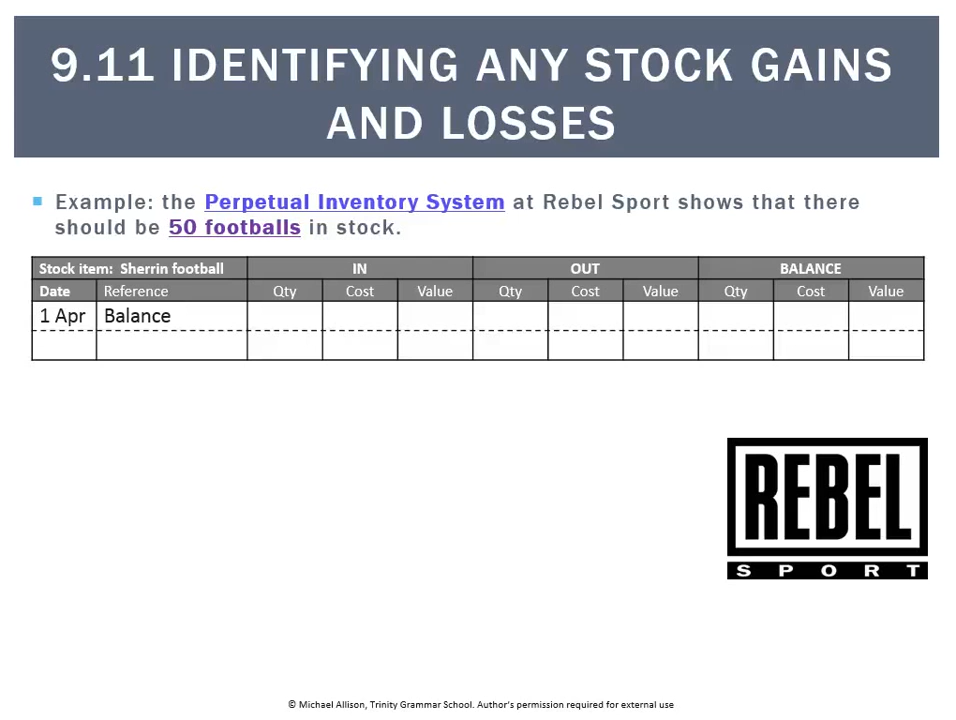 9.11 IDENTIFYING ANY STOCK GAINS
AND LOSSES
Example: the Perpetual Inventory System at Rebel Sport shows that there
should be 50 footballs in stock.
Stock item: Sherrin football IN OUT BALANCE
Date Reference Qty Cost Value Qty Cost Value Qty Cost Value
1 Apr Balance
REBEL
SPORT
© Michael Allison, Trinity Grammar School. Author's permission required for external use